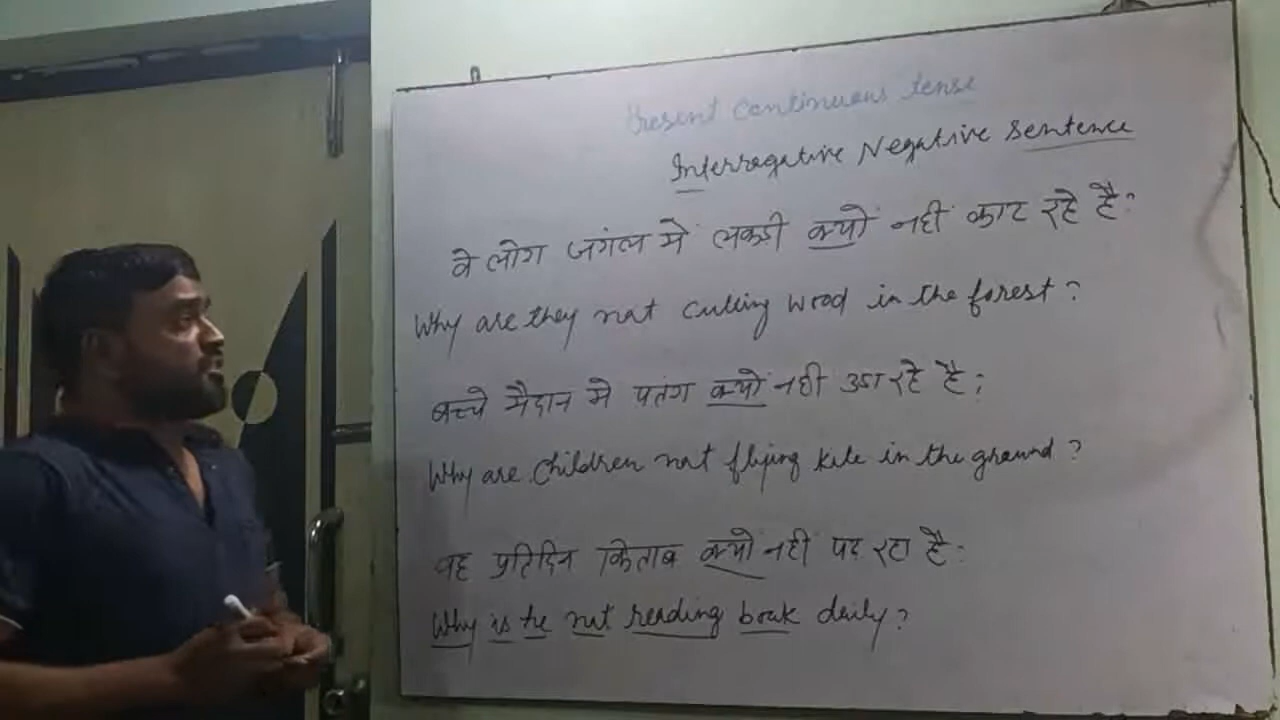 Present Continuous tense
Interrogative Negative Sentence
वे लोग जगंल मे लकडी क्यों नही काट रहे है?
Why are they not cutting wood in the forest?
बच्चे मैदान मे पतंग क्यो नही उडा रहे है?
Why are children not flying kite in the ground?
वह प्रतिदिन किताब क्यो नही पढ रहा है?
Why is he not reading book daily?